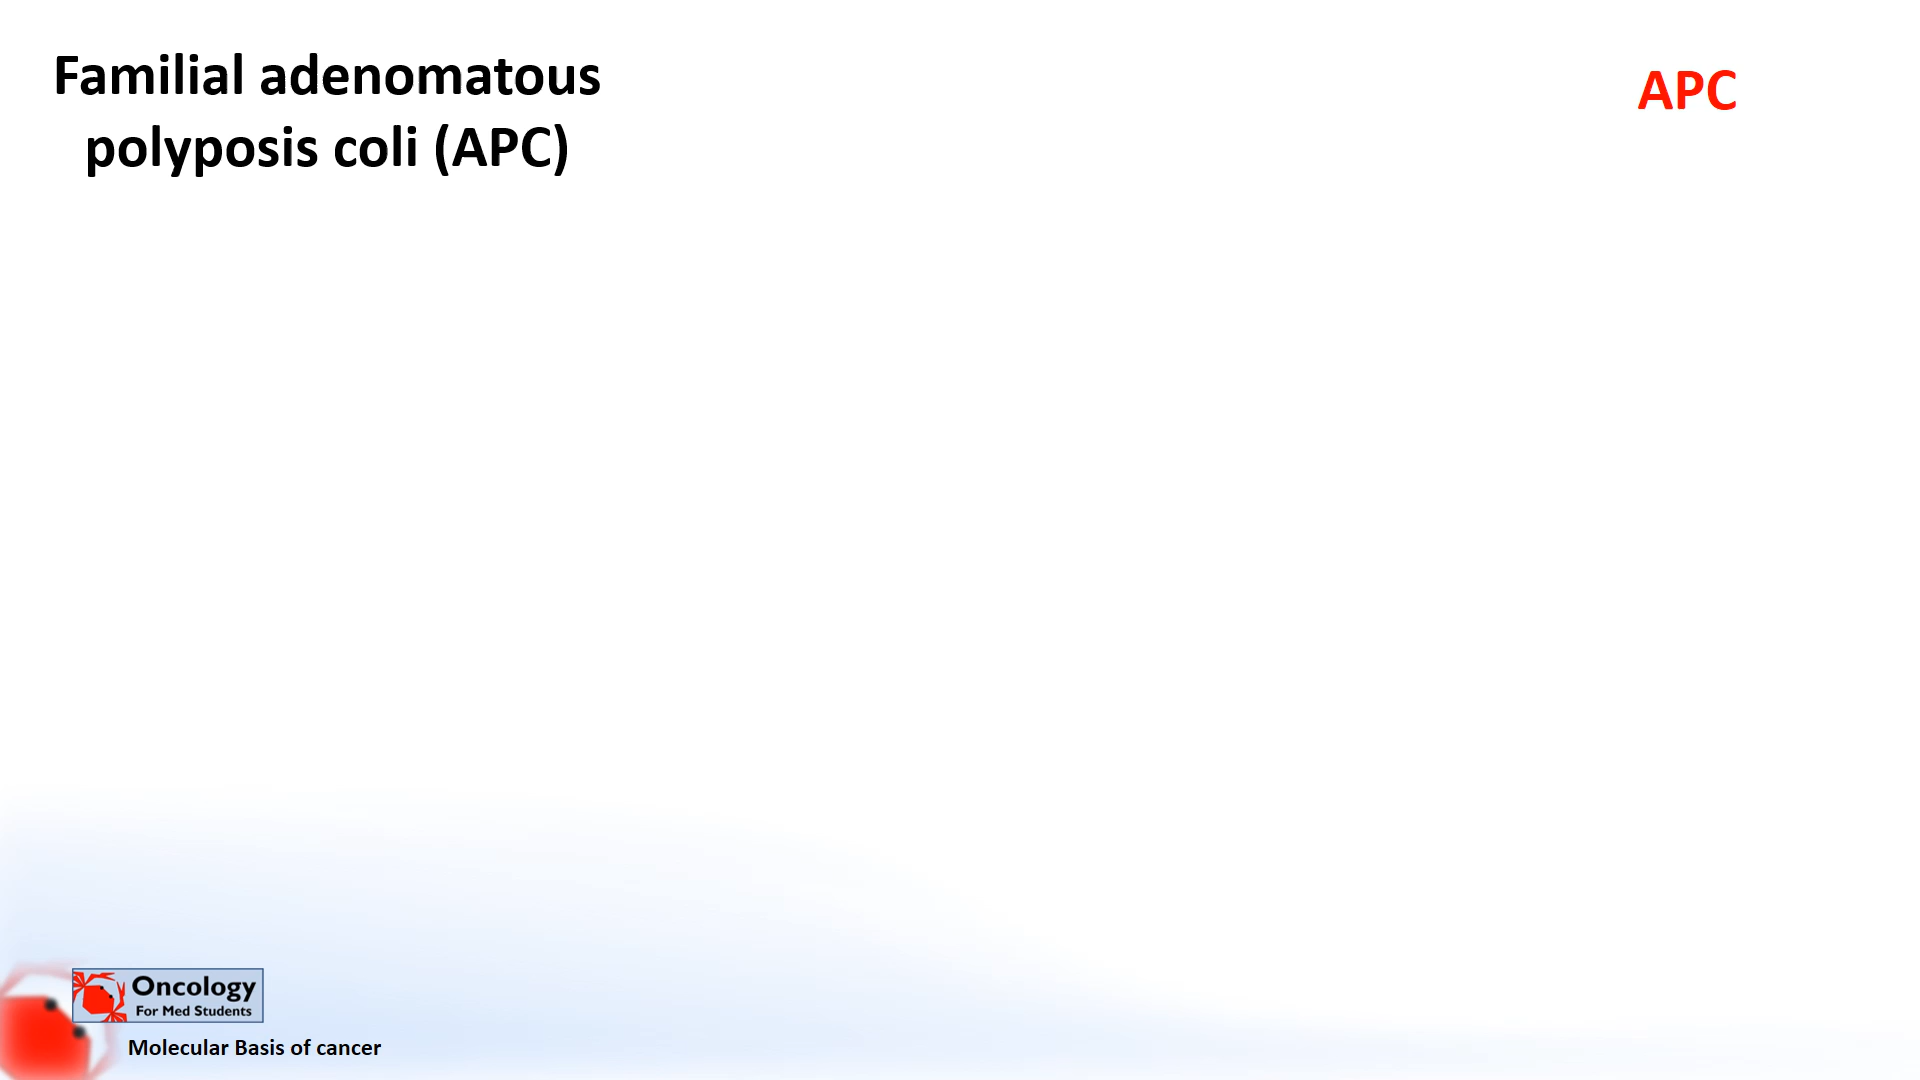 Familial adenomatous
polyposis coli (APC)
APC
Oncology
For Med Students
Molecular Basis of cancer